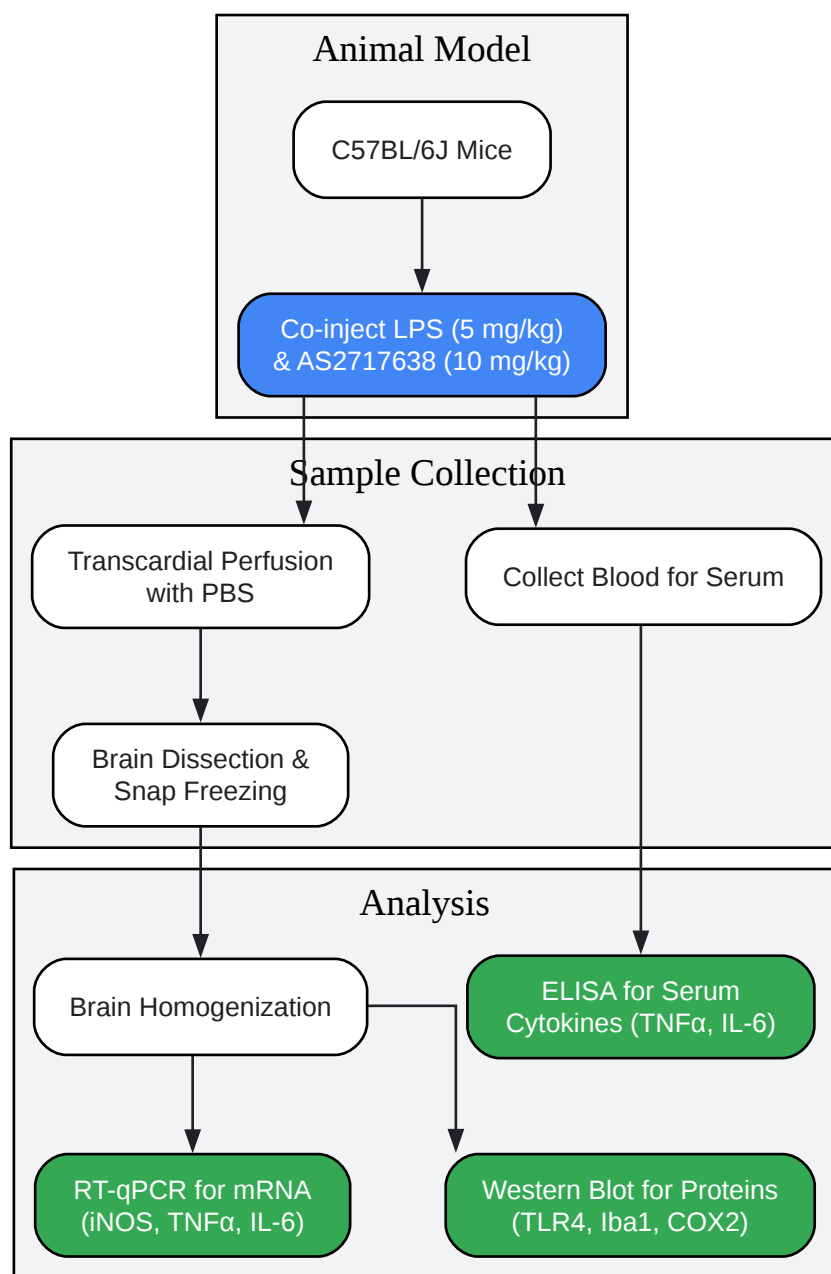 Animal Model
C57BL/6J Mice
Co-inject LPS (5 mg/kg)
& AS2717638 (10 mg/kg)
Sample Collection
Transcardial Perfusion
with PBS
Collect Blood for Serum
Brain Dissection &
Snap Freezing
Analysis
Brain Homogenization
ELISA for Serum
Cytokines (TNFα, IL-6)
RT-qPCR for mRNA
(iNOS, TNFα, IL-6)
Western Blot for Proteins
(TLR4, Iba1, COX2)